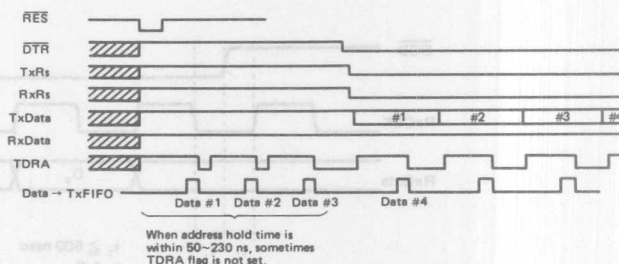 RES
DTR
TxRs
RxRs
TxData #1 #2 #3 #4
RxData
TDRA
Data → TxFIFO
Data #1 Data #2 Data #3 Data #4
When address hold time is
within 50~230 ns, sometimes
TDRA flag is not set.